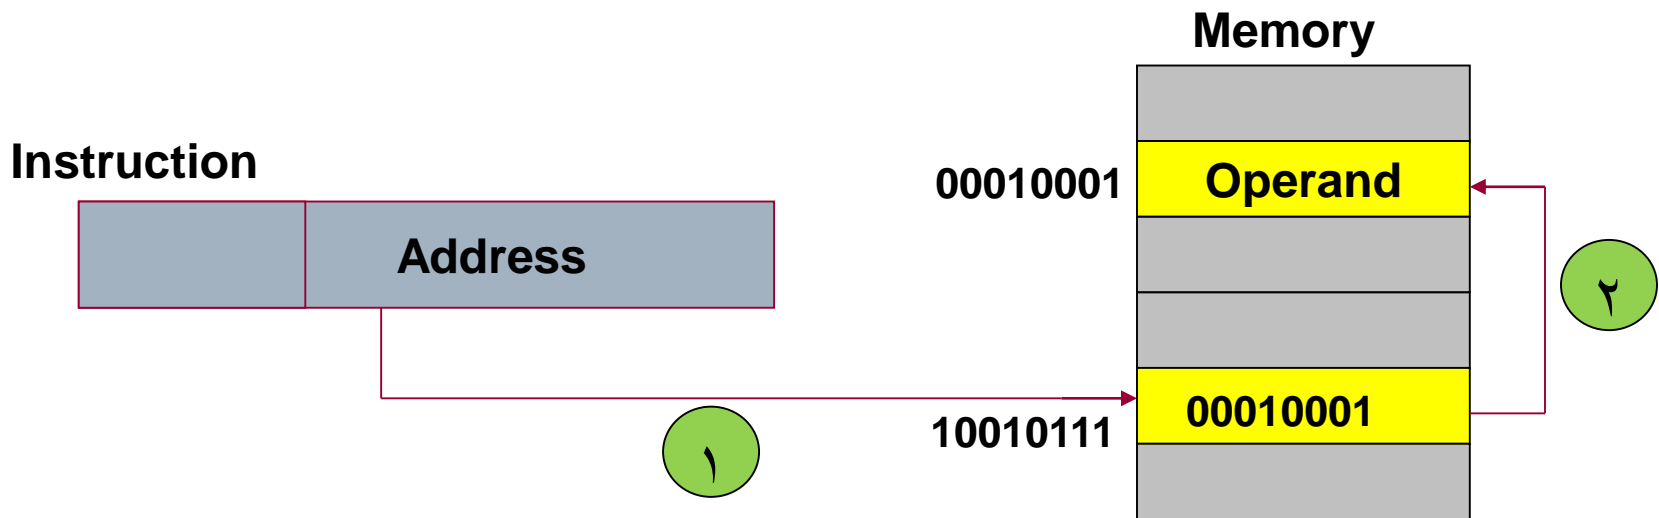 Memory
Instruction
00010001
Operand
Address
٢
00010001
10010111
١